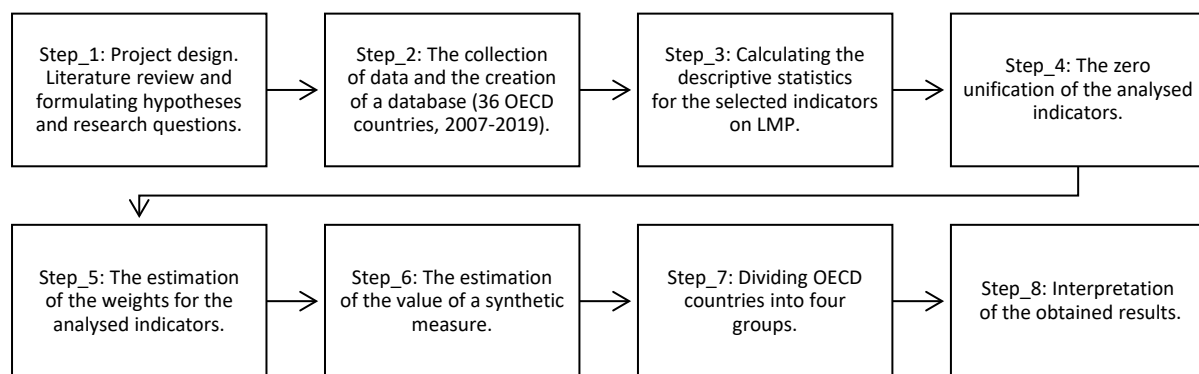 Step_1: Project design.
Literature review and
formulating hypotheses
and research questions.
Step_2: The collection
of data and the creation
of a database (36 OECD
countries, 2007-2019).
Step_3: Calculating the
descriptive statistics
for the selected indicators
on LMP.
Step_4: The zero
unification of the analysed
indicators.
Step_5: The estimation
of the weights for the
analysed indicators.
Step_6: The estimation
of the value of a synthetic
measure.
Step_7: Dividing OECD
countries into four
groups.
Step_8: Interpretation
of the obtained results.